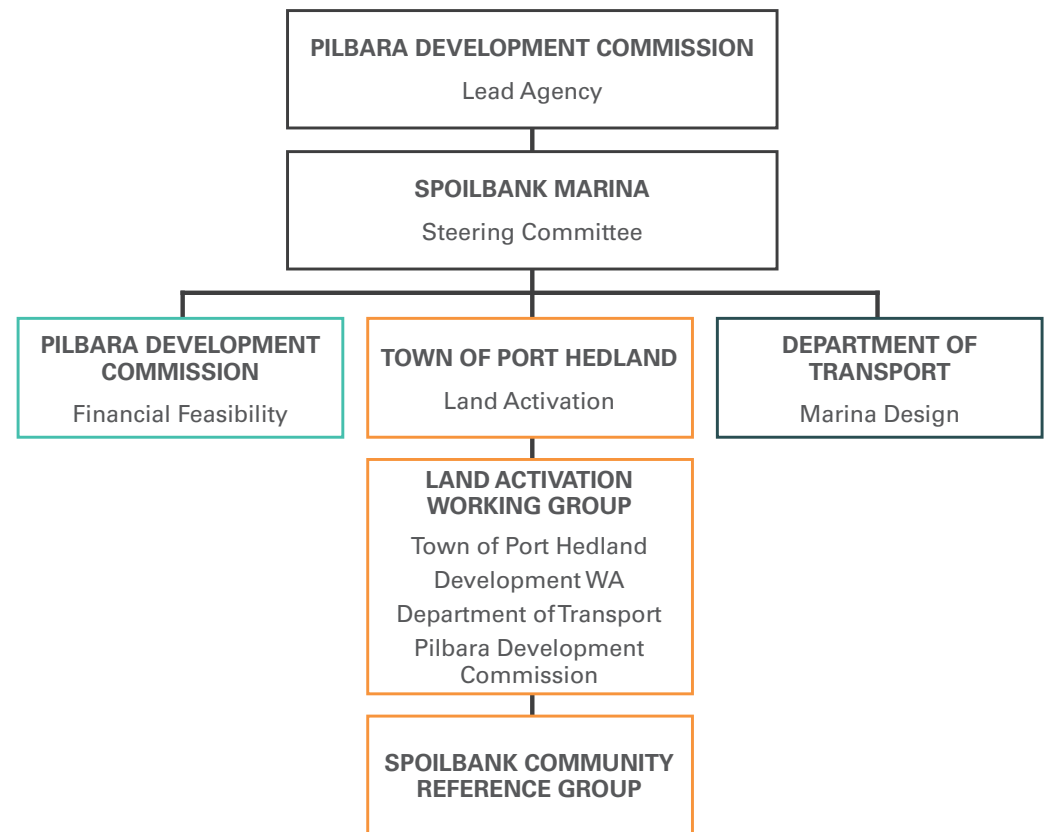 PILBARA DEVELOPMENT COMMISSION
Lead Agency
SPOILBANK MARINA
Steering Committee
PILBARA DEVELOPMENT
COMMISSION
Financial Feasibility
TOWN OF PORT HEDLAND
Land Activation
DEPARTMENT OF
TRANSPORT
Marina Design
LAND ACTIVATION
WORKING GROUP
Town of Port Hedland
Development WA
Department of Transport
Pilbara Development
Commission
SPOILBANK COMMUNITY
REFERENCE GROUP